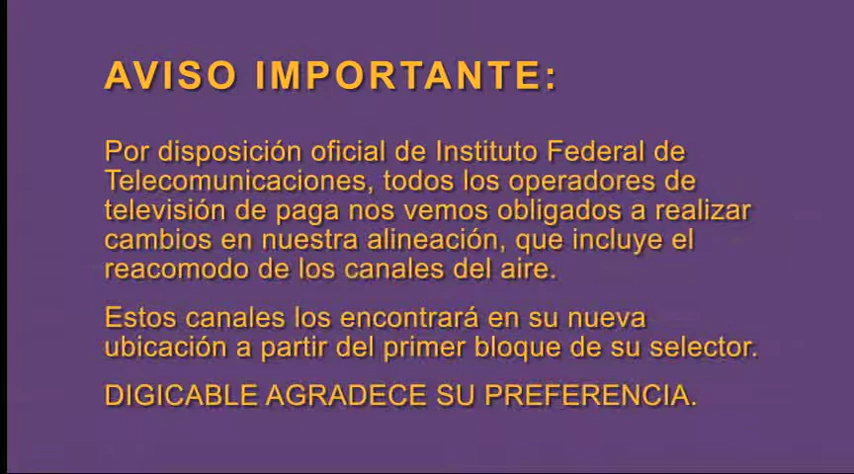 AVISO IMPORTANTE:
Por disposición oficial de Instituto Federal de
Telecomunicaciones, todos los operadores de
televisión de paga nos vemos obligados a realizar
cambios en nuestra alineación, que incluye el
reacomodo de los canales del aire.
Estos canales los encontrará en su nueva
ubicación a partir del primer bloque de su selector.
DIGICABLE AGRADECE SU PREFERENCIA.